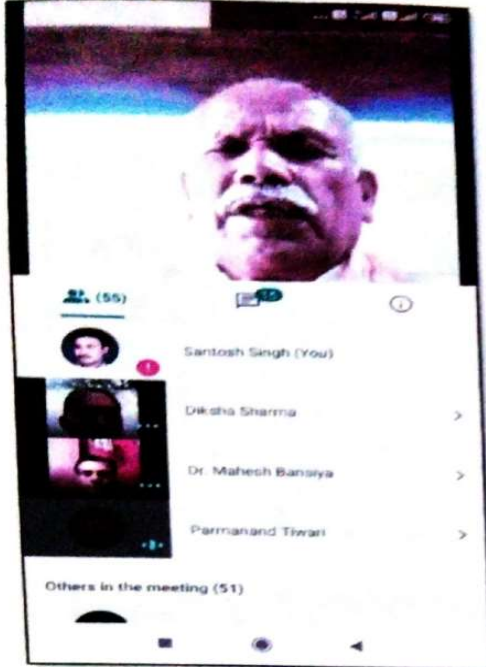 (55)
Santosh Singh (You)
Diksha Sharma
Dr. Mahesh Bansiya
Parmanand Tiwari
Others in the meeting (51)